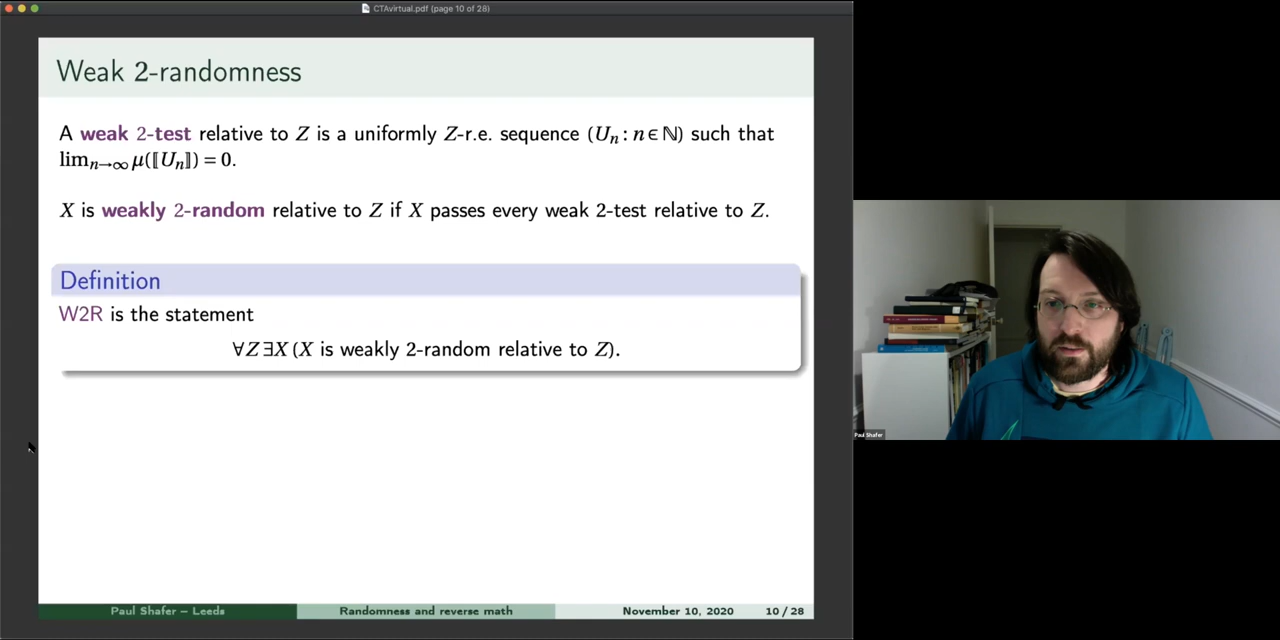 CTAvirtual.pdf (page 10 of 28)
Weak 2-randomness
A weak 2-test relative to Z is a uniformly Z-r.e. sequence (Uₙ : n ∈ ℕ) such that
limₙ→∞ μ(⟦Uₙ⟧) = 0.
X is weakly 2-random relative to Z if X passes every weak 2-test relative to Z.
Definition
W2R is the statement
∀Z ∃X (X is weakly 2-random relative to Z).
Paul Shafer – Leeds Randomness and reverse math November 10, 2020 10 / 28
Paul Shafer